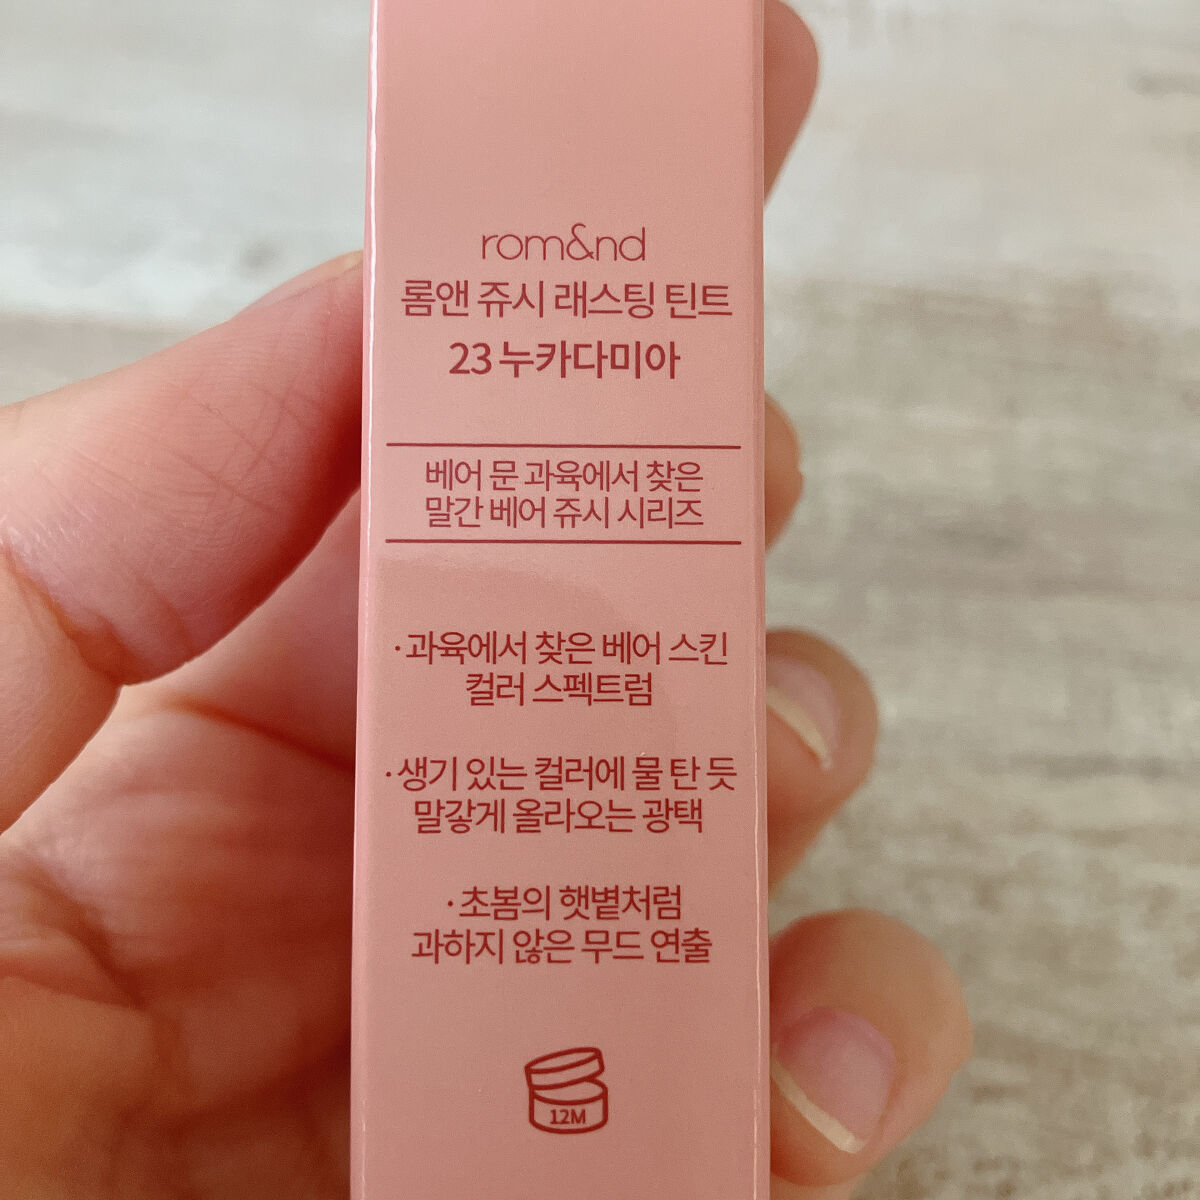 rom&nd
롬앤 쥬시 래스팅 틴트
23 누카다미아
베어 문 과육에서 찾은
말간 베어 쥬시 시리즈
· 과육에서 찾은 베어 스킨
컬러 스펙트럼
· 생기 있는 컬러에 물 탄 듯
말갛게 올라오는 광택
· 초봄의 햇볕처럼
과하지 않은 무드 연출
12M